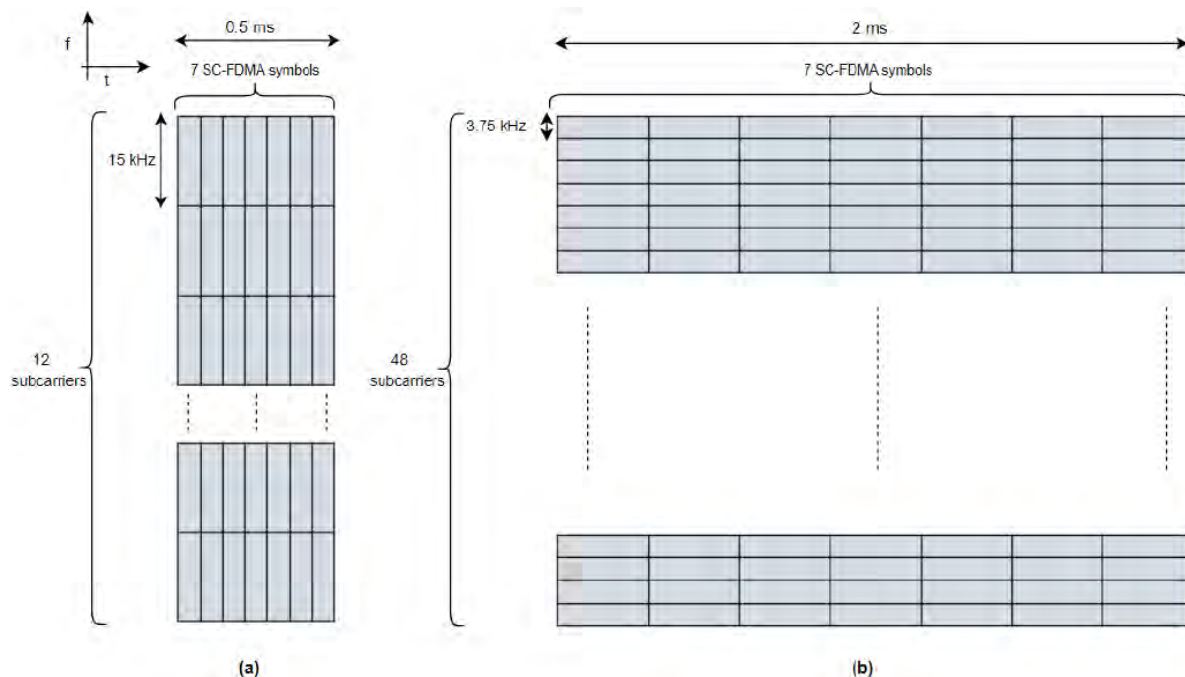 0.5 ms
2 ms
f
t
7 SC-FDMA symbols
7 SC-FDMA symbols
3.75 kHz
15 kHz
12
subcarriers
48
subcarriers
(a)
(b)